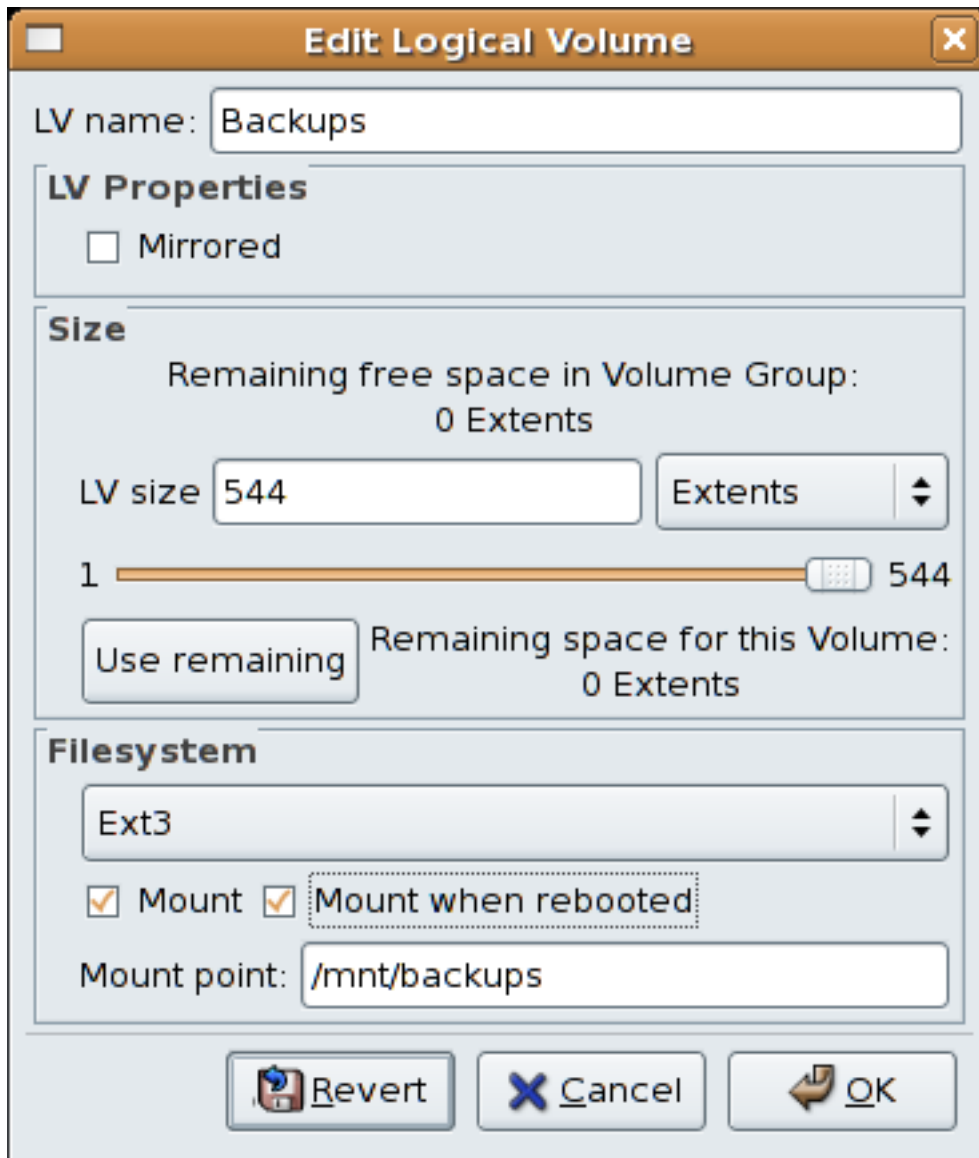 Edit Logical Volume
LV name: Backups
LV Properties
Mirrored
Size
Remaining free space in Volume Group:
0 Extents
LV size 544 Extents
1 544
Use remaining
Remaining space for this Volume:
0 Extents
Filesystem
Ext3
Mount Mount when rebooted
Mount point: /mnt/backups
Revert Cancel OK